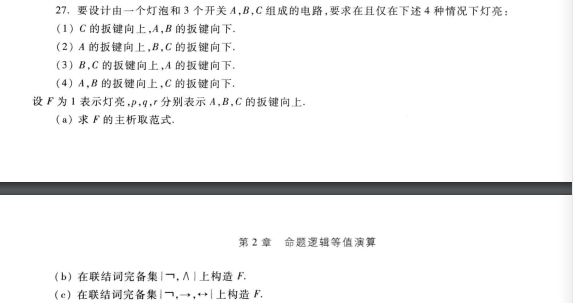 27. 要设计由一个灯泡和 3 个开关 A,B,C 组成的电路,要求在且仅在下述 4 种情况下灯亮:
(1) C 的扳键向上,A,B 的扳键向下.
(2) A 的扳键向上,B,C 的扳键向下.
(3) B,C 的扳键向上,A 的扳键向下.
(4) A,B 的扳键向上,C 的扳键向下.
设 F 为 1 表示灯亮,p,q,r 分别表示 A,B,C 的扳键向上.
(a) 求 F 的主析取范式.
第 2 章 命题逻辑等值演算
(b) 在联结词完备集{¬,∧}上构造 F.
(c) 在联结词完备集{¬,→,↔}上构造 F.